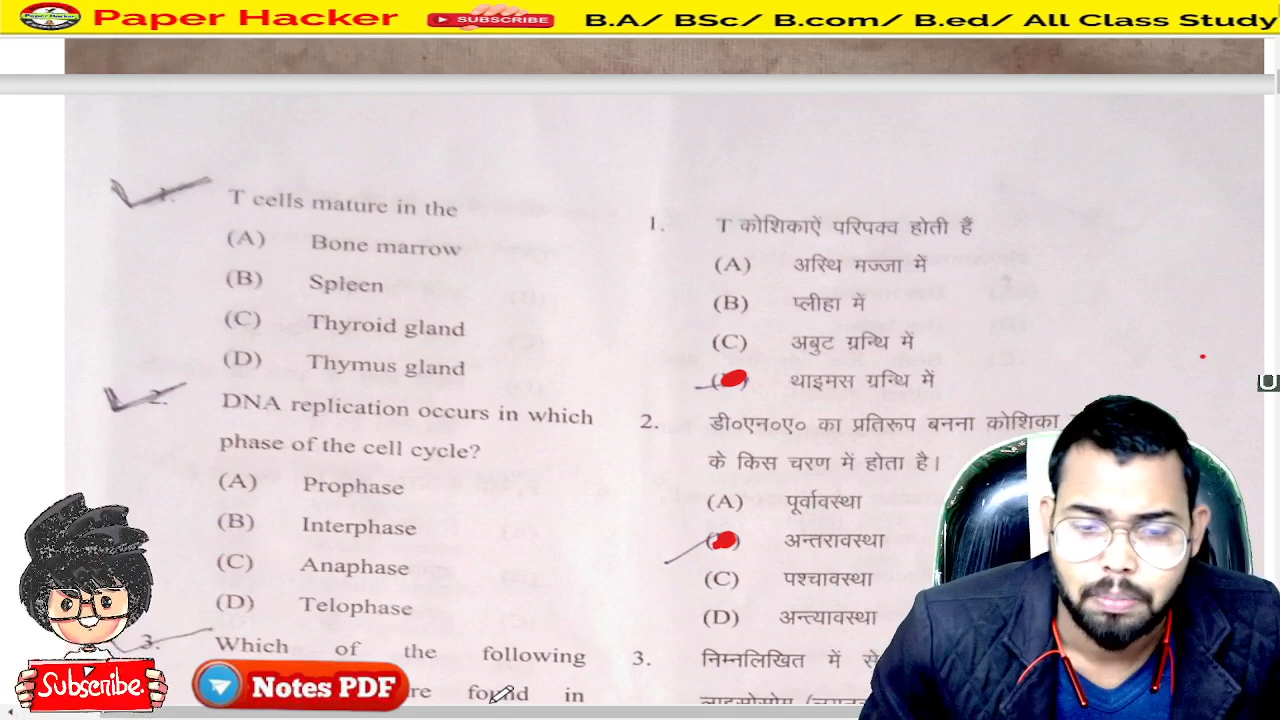 Paper Hacker
SUBSCRIBE
B.A/ BSc/ B.com/ B.ed/ All Class Study
1.
T cells mature in the
(A) Bone marrow
(B) Spleen
(C) Thyroid gland
(D) Thymus gland
2.
DNA replication occurs in which
phase of the cell cycle?
(A) Prophase
(B) Interphase
(C) Anaphase
(D) Telophase
3.
Which of the following
found in
1. T कोशिकाऐं परिपक्व होती हैं
(A) अस्थि मज्जा में
(B) प्लीहा में
(C) अबुट ग्रन्थि में
थाइमस ग्रन्थि में
2. डी०एन०ए० का प्रतिरूप बनना कोशिका
के किस चरण में होता है।
(A) पूर्वावस्था
अन्तरावस्था
(C) पश्चावस्था
(D) अन्त्यावस्था
3. निम्नलिखित में
Subscribe.
Notes PDF